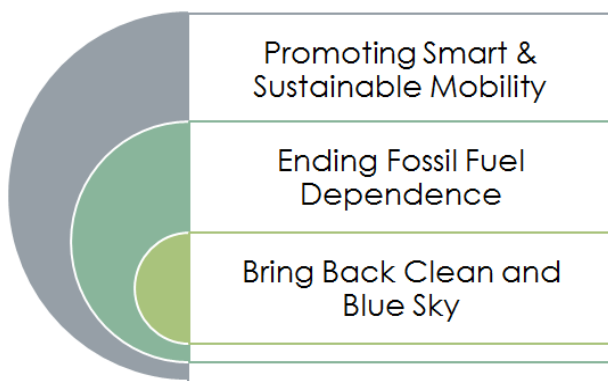 Promoting Smart &
Sustainable Mobility
Ending Fossil Fuel
Dependence
Bring Back Clean and
Blue Sky